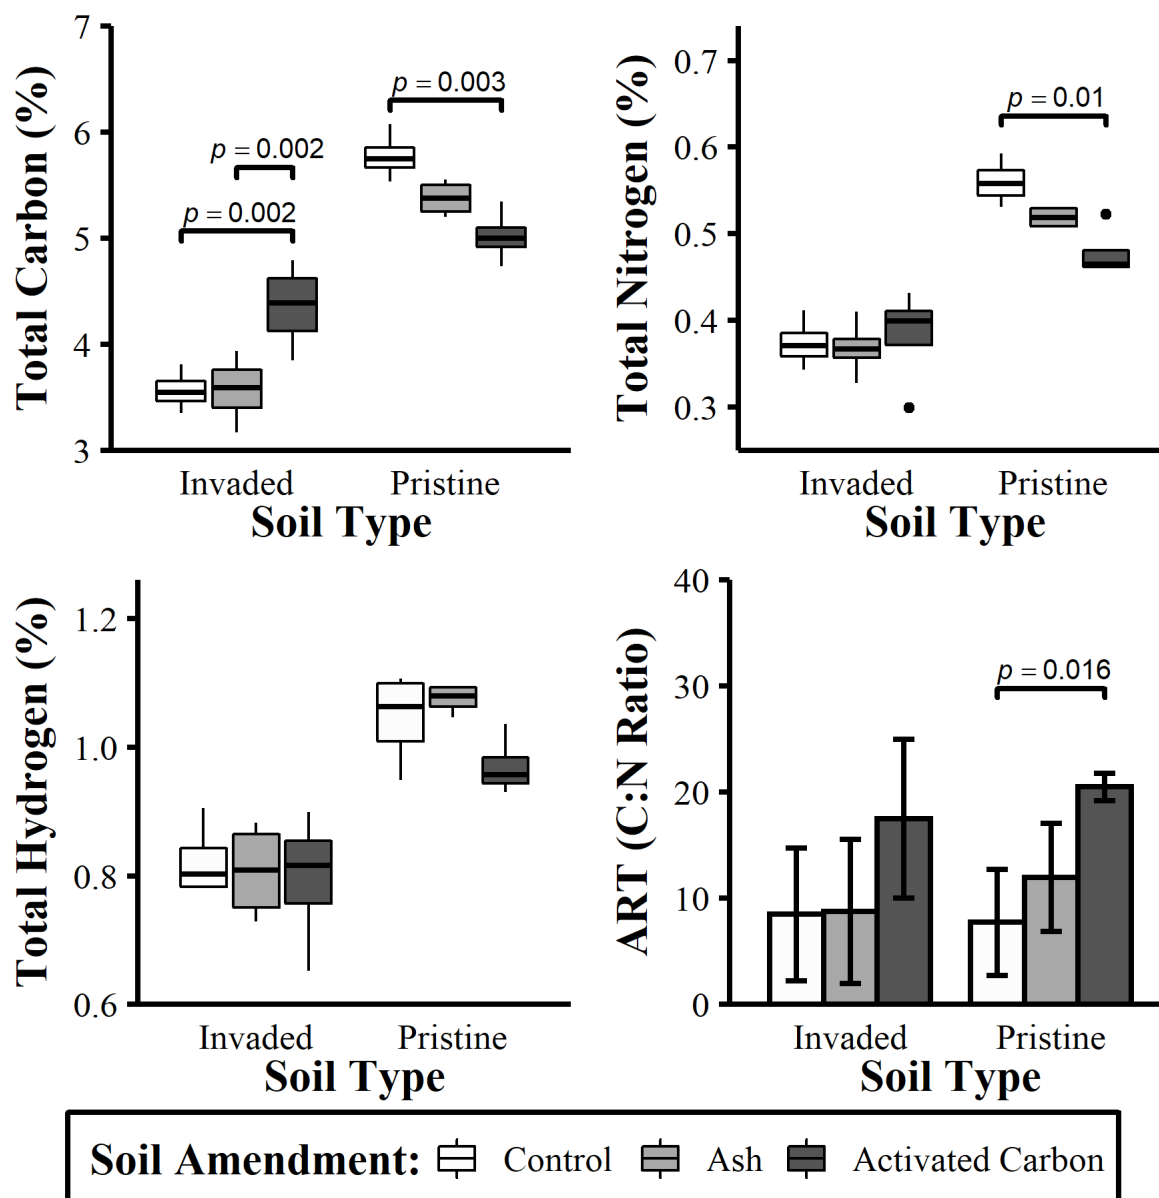 Total Carbon (%)
7
6
5
4
3
p = 0.003
p = 0.002
p = 0.002
Invaded Pristine
Soil Type
Total Nitrogen (%)
0.7
0.6
0.5
0.4
0.3
p = 0.01
Invaded Pristine
Soil Type
Total Hydrogen (%)
1.2
1.0
0.8
0.6
Invaded Pristine
Soil Type
ART (C:N Ratio)
40
30
20
10
0
p = 0.016
Invaded Pristine
Soil Type
Soil Amendment: Control Ash Activated Carbon